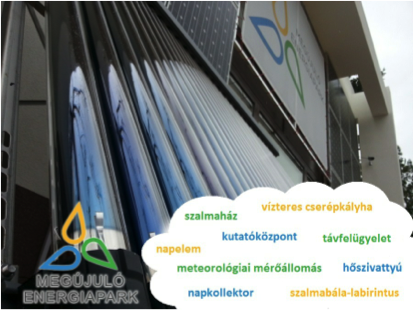 szalmaház
vízteres cserépkályha
kutatóközpont
távfelügyelet
napelem
meteorológiai mérőállomás
hőszivattyú
napkollektor
szalmabála-labirintus
MEGÚJULÓ
ENERGIAPARK